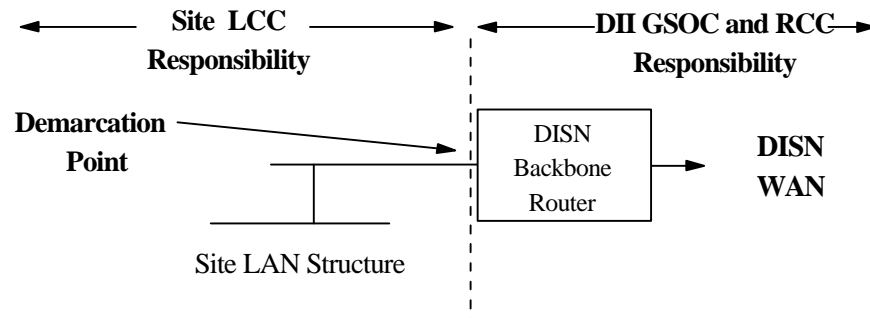 Site LCC
Responsibility
DII GSOC and RCC
Responsibility
Demarcation
Point
DISN
Backbone
Router
DISN
WAN
Site LAN Structure